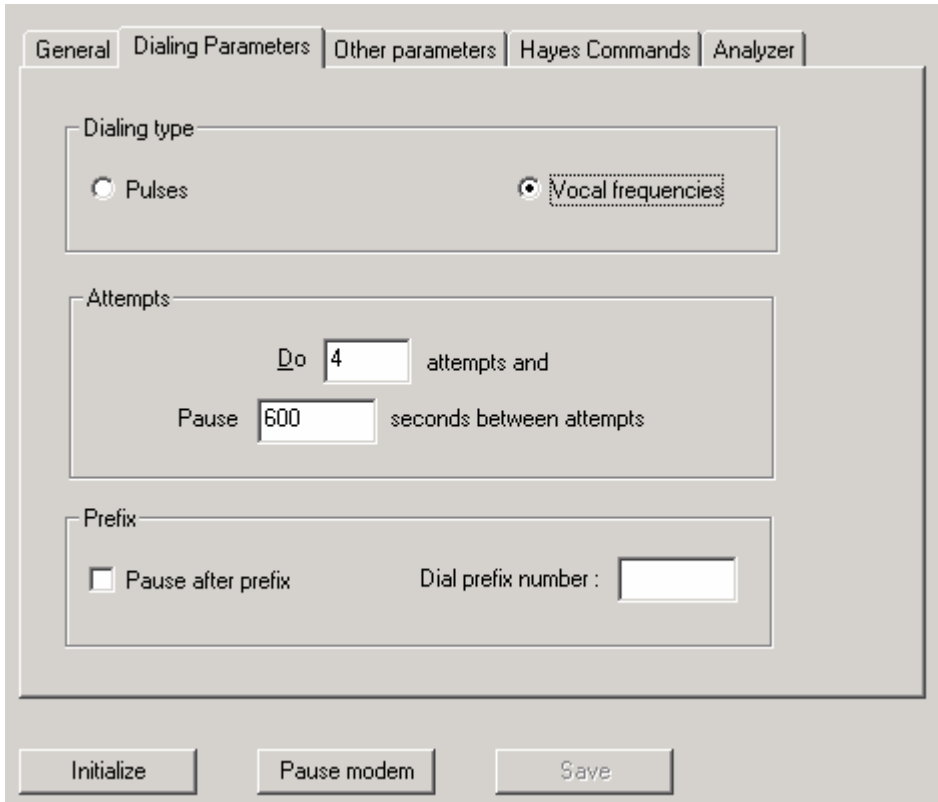 General Dialing Parameters Other parameters Hayes Commands Analyzer
Dialing type
Pulses Vocal frequencies
Attempts
Do 4 attempts and
Pause 600 seconds between attempts
Prefix
Pause after prefix Dial prefix number :
Initialize Pause modem Save